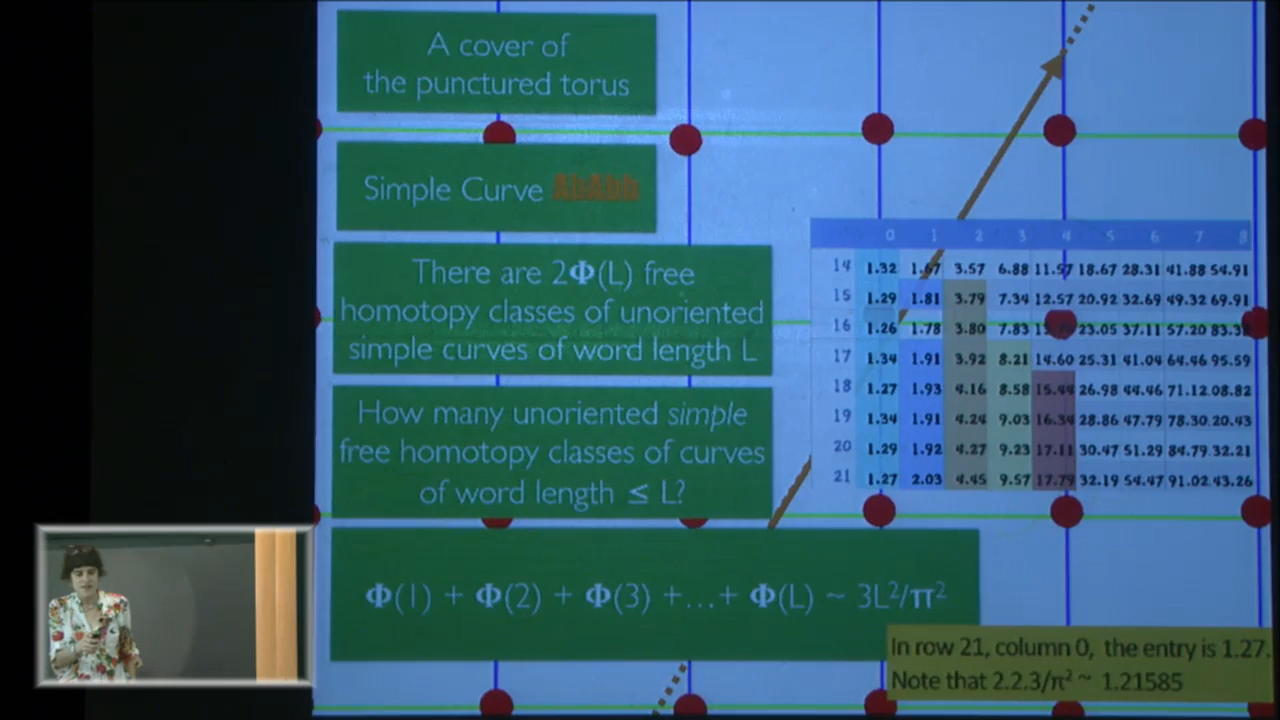 A cover of
the punctured torus
Simple Curve
There are 2Φ(L) free
homotopy classes of unoriented
simple curves of word length L
How many unoriented simple
free homotopy classes of curves
of word length ≤ L?
0 1 2 3 4 5 6 7 8
14 1.32 1.67 3.57 6.88 11.57 18.67 28.31 41.88 54.91
15 1.29 1.81 3.79 7.34 12.57 20.92 32.69 49.32 69.91
16 1.26 1.78 3.80 7.83 23.05 37.11 57.20
17 1.34 1.91 3.92 8.21 14.60 25.31 41.04 64.46 95.59
18 1.27 1.93 4.16 8.58 15.44 26.98 44.46 71.12 08.82
19 1.34 1.91 4.24 9.03 16.34 28.86 47.79 78.30 20.43
20 1.29 1.92 4.27 9.23 17.11 30.47 51.29 84.79 32.21
21 1.27 2.03 4.45 9.57 17.79 32.19 54.47 91.02 43.26
Φ(1) + Φ(2) + Φ(3) +...+ Φ(L) ~ 3L²/π²
In row 21, column 0, the entry is 1.27.
Note that 2.2.3/π² ~ 1.21585